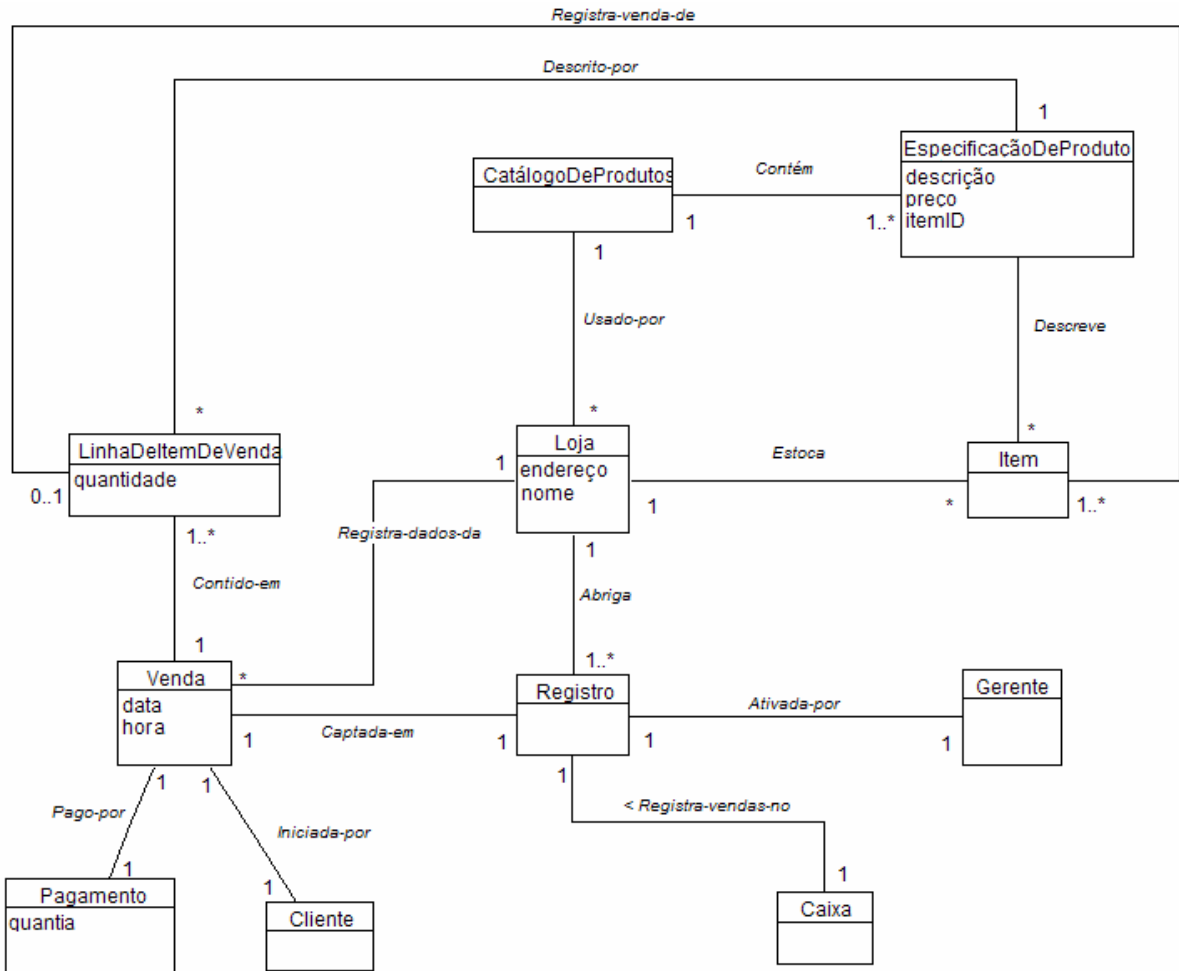 Registra-venda-de
Descrito-por
1
EspecificaçãoDeProduto
descrição
preço
itemID
CatálogoDeProdutos
Contém
1
1..*
1
Usado-por
Descreve
*
*
*
LinhaDeItemDeVenda
quantidade
0..1
1..*
Loja
endereço
nome
1
1
1
Estoca
*
Item
1..*
Registra-dados-da
Contido-em
Abriga
1
*
1..*
Venda
data
hora
1
1
1
Captada-em
1
Registro
1
1
Ativada-por
1
Gerente
Pago-por
Iniciada-por
< Registra-vendas-no
1
1
1
Pagamento
quantia
Cliente
Caixa